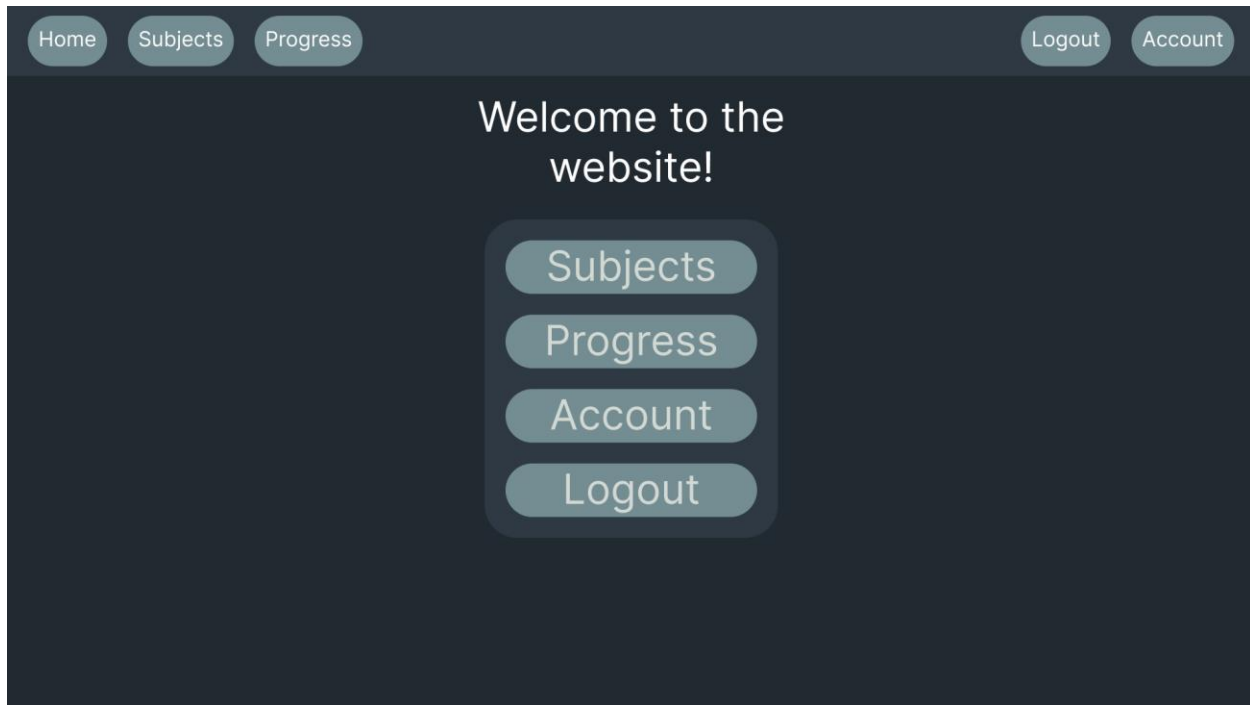 Home Subjects Progress Logout Account
Welcome to the
website!
Subjects
Progress
Account
Logout